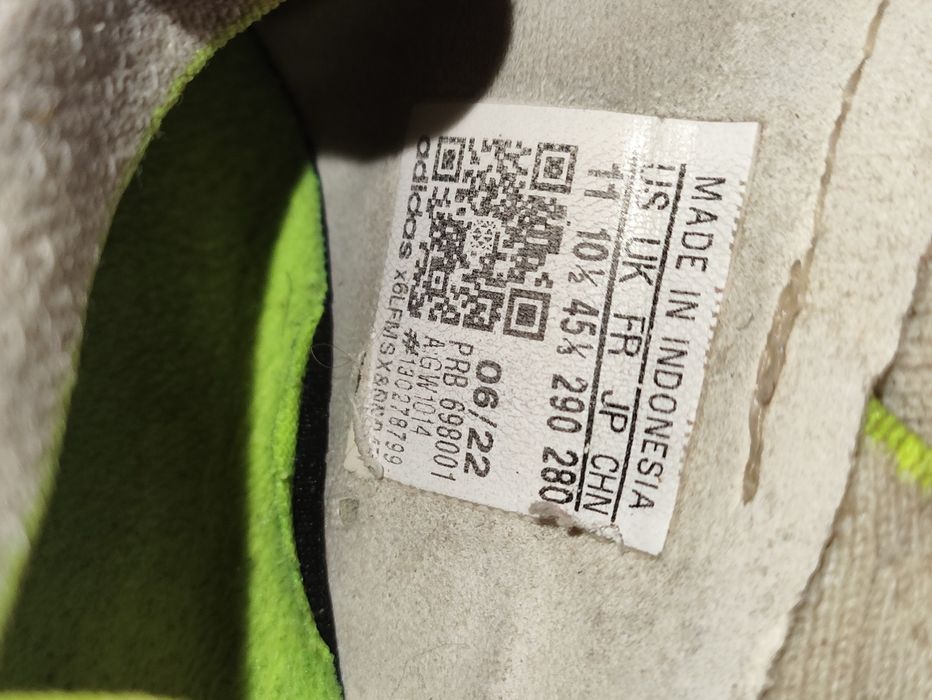 MADE IN INDONESIA
US UK FR JP CHN
11 10½ 45⅓ 290 280
06/22
PRB 698001
A:GW1014
#130278799
adidas